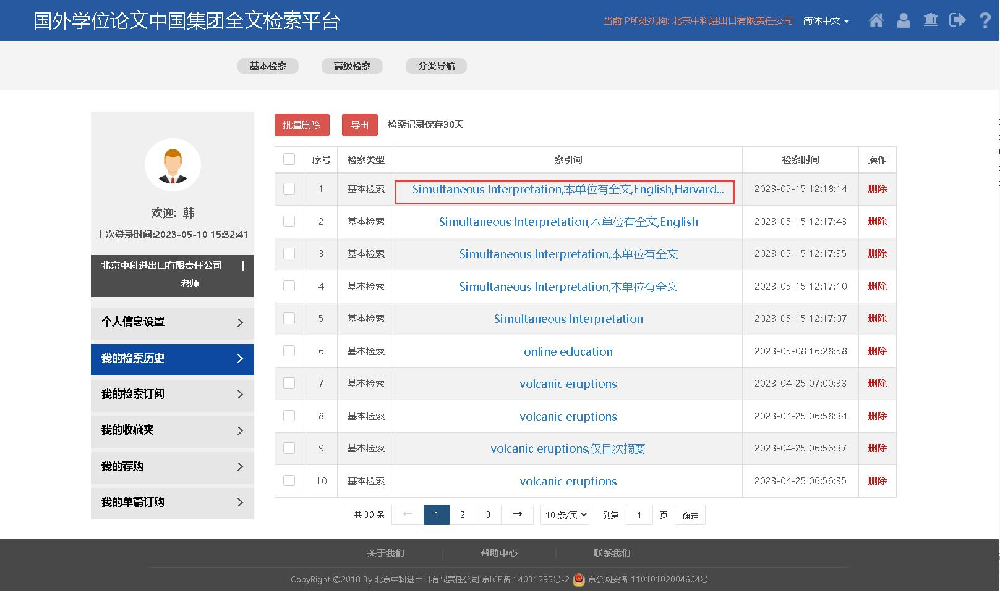 国外学位论文中国集团全文检索平台
当前IP所处机构: 北京中科进出口有限责任公司 简体中文
基本检索 高级检索 分类导航
欢迎: 韩
上次登录时间:2023-05-10 15:32:41
北京中科进出口有限责任公司 |
老师
个人信息设置
我的检索历史
我的检索订阅
我的收藏夹
我的荐购
我的单篇订购
批量删除 导出 检索记录保存30天
序号 检索类型 索引词 检索时间 操作
1 基本检索 Simultaneous Interpretation,本单位有全文,English,Harvard... 2023-05-15 12:18:14 删除
2 基本检索 Simultaneous Interpretation,本单位有全文,English 2023-05-15 12:17:43 删除
3 基本检索 Simultaneous Interpretation,本单位有全文 2023-05-15 12:17:35 删除
4 基本检索 Simultaneous Interpretation,本单位有全文 2023-05-15 12:17:10 删除
5 基本检索 Simultaneous Interpretation 2023-05-15 12:17:07 删除
6 基本检索 online education 2023-05-08 16:28:58 删除
7 基本检索 volcanic eruptions 2023-04-25 07:00:33 删除
8 基本检索 volcanic eruptions 2023-04-25 06:58:34 删除
9 基本检索 volcanic eruptions,仅目次摘要 2023-04-25 06:56:37 删除
10 基本检索 volcanic eruptions 2023-04-25 06:56:35 删除
共 30 条 ← 1 2 3 → 10 条/页 到第 1 页 确定
关于我们 | 帮助中心 | 联系我们
CopyRight @2018 By 北京中科进出口有限责任公司 京ICP备 14031295号-2 京公网安备 11010102004604号